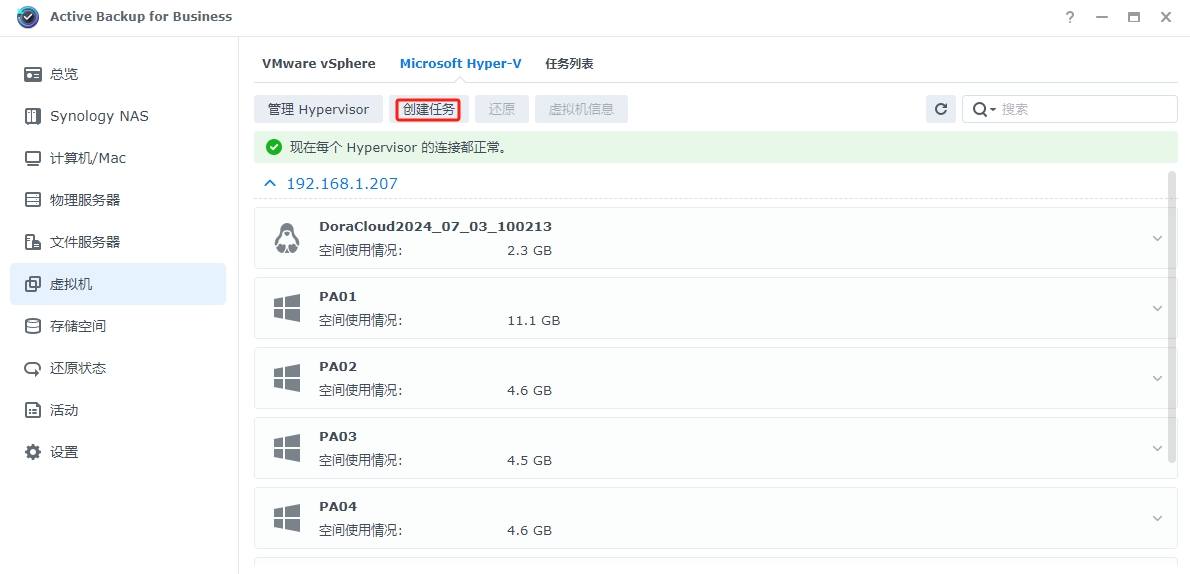 Active Backup for Business
?
总览
Synology NAS
计算机/Mac
物理服务器
文件服务器
虚拟机
存储空间
还原状态
活动
设置
VMware vSphere Microsoft Hyper-V 任务列表
管理 Hypervisor 创建任务 还原 虚拟机信息 搜索
现在每个 Hypervisor 的连接都正常。
192.168.1.207
DoraCloud2024_07_03_100213
空间使用情况: 2.3 GB
PA01
空间使用情况: 11.1 GB
PA02
空间使用情况: 4.6 GB
PA03
空间使用情况: 4.5 GB
PA04
空间使用情况: 4.6 GB